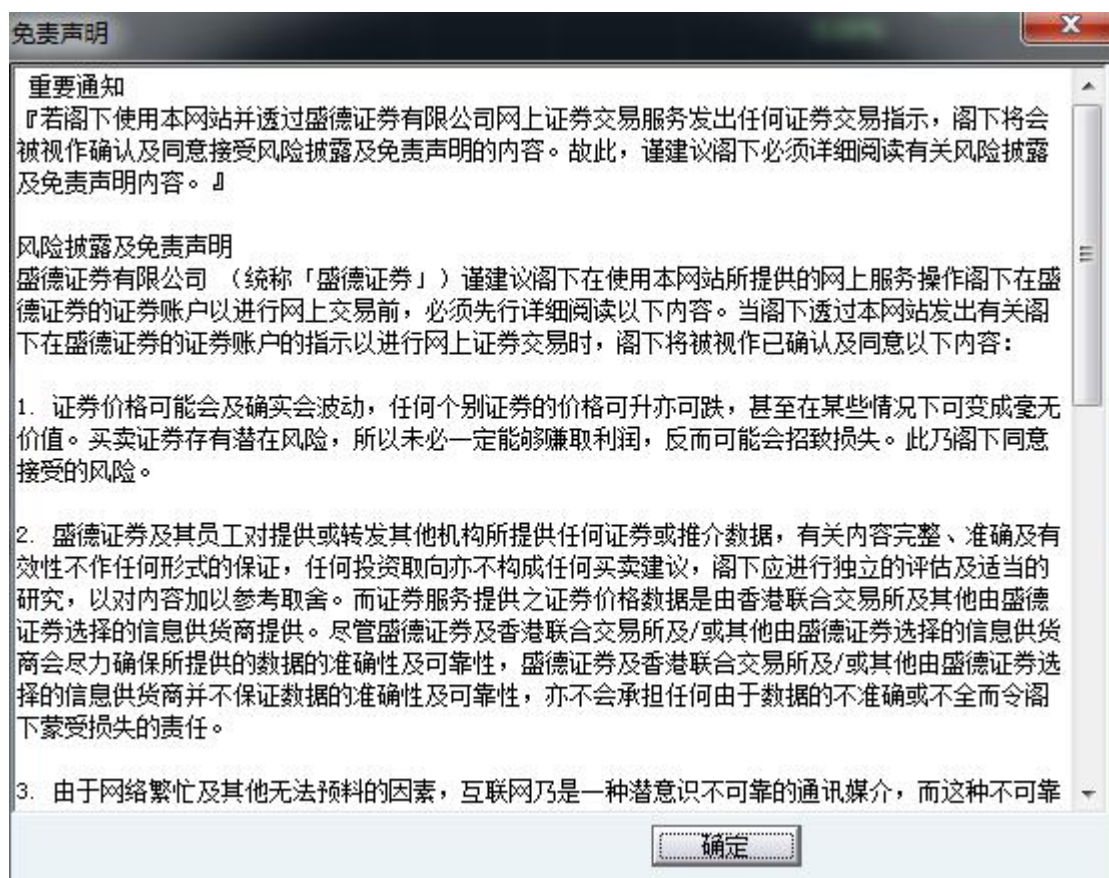 免责声明
重要通知
『若阁下使用本网站并透过盛德证券有限公司网上证券交易服务发出任何证券交易指示，阁下将会
被视作确认及同意接受风险披露及免责声明的内容。故此，谨建议阁下必须详细阅读有关风险披露
及免责声明内容。』
风险披露及免责声明
盛德证券有限公司 （统称「盛德证券」）谨建议阁下在使用本网站所提供的网上服务操作阁下在盛
德证券的证券账户以进行网上交易前，必须先行详细阅读以下内容。当阁下透过本网站发出有关阁
下在盛德证券的证券账户的指示以进行网上证券交易时，阁下将被视作已确认及同意以下内容：
1. 证券价格可能会及确实会波动，任何个别证券的价格可升亦可跌，甚至在某些情况下可变成毫无
价值。买卖证券存有潜在风险，所以未必一定能够赚取利润，反而可能会招致损失。此乃阁下同意
接受的风险。
2. 盛德证券及其员工对提供或转发其他机构所提供任何证券或推介数据，有关内容完整、准确及有
效性不作任何形式的保证，任何投资取向亦不构成任何买卖建议，阁下应进行独立的评估及适当的
研究，以对内容加以参考取舍。而证券服务提供之证券价格数据是由香港联合交易所及其他由盛德
证券选择的信息供货商提供。尽管盛德证券及香港联合交易所及/或其他由盛德证券选择的信息供货
商会尽力确保所提供的数据的准确性及可靠性，盛德证券及香港联合交易所及/或其他由盛德证券选
择的信息供货商并不保证数据的准确性及可靠性，亦不会承担任何由于数据的不准确或不全而令阁
下蒙受损失的责任。
3. 由于网络繁忙及其他无法预料的因素，互联网乃是一种潜意识不可靠的通讯媒介，而这种不可靠
确定